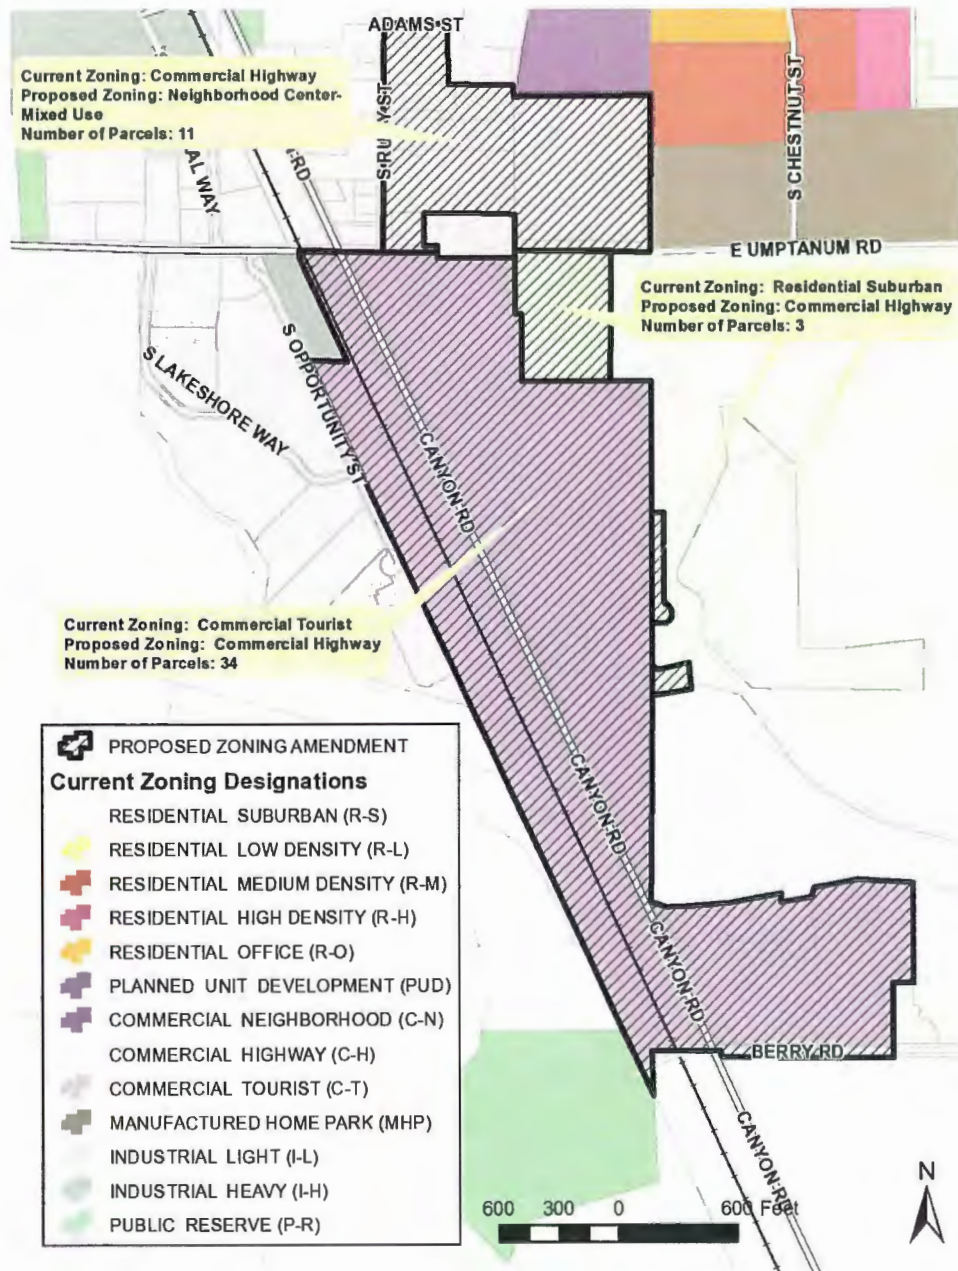 ADAMS ST
Current Zoning: Commercial Highway
Proposed Zoning: Neighborhood Center-
Mixed Use
Number of Parcels: 11
S CHESTNUT ST
E UMPTANUM RD
Current Zoning: Residential Suburban
Proposed Zoning: Commercial Highway
Number of Parcels: 3
S OPPORTUNITY ST
S LAKESHORE WAY
CANYON RD
Current Zoning: Commercial Tourist
Proposed Zoning: Commercial Highway
Number of Parcels: 34
CANYON RD
CANYON RD
BERRY RD
CANYON RD
PROPOSED ZONING AMENDMENT
Current Zoning Designations
RESIDENTIAL SUBURBAN (R-S)
RESIDENTIAL LOW DENSITY (R-L)
RESIDENTIAL MEDIUM DENSITY (R-M)
RESIDENTIAL HIGH DENSITY (R-H)
RESIDENTIAL OFFICE (R-O)
PLANNED UNIT DEVELOPMENT (PUD)
COMMERCIAL NEIGHBORHOOD (C-N)
COMMERCIAL HIGHWAY (C-H)
COMMERCIAL TOURIST (C-T)
MANUFACTURED HOME PARK (MHP)
INDUSTRIAL LIGHT (I-L)
INDUSTRIAL HEAVY (I-H)
PUBLIC RESERVE (P-R)
600 300 0 600 Feet
N